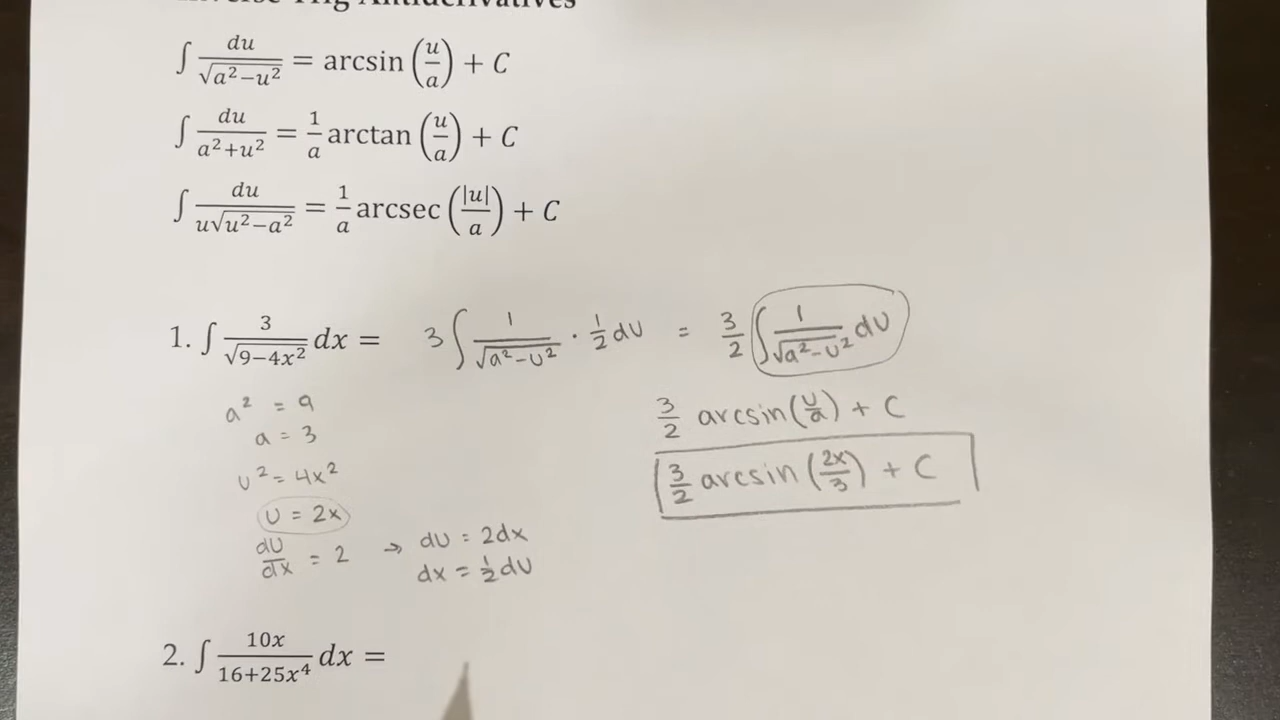 Antiderivatives
∫ du/√(a²−u²) = arcsin (u/a) + C
∫ du/(a²+u²) = 1/a arctan (u/a) + C
∫ du/(u√(u²−a²)) = 1/a arcsec (|u|/a) + C
1. ∫ 3/√(9−4x²) dx = 3 ∫ 1/√(a²−u²) · 1/2 du = 3/2 ∫ 1/√(a²−u²) du
a² = 9
a = 3
u² = 4x²
u = 2x
du/dx = 2 → du = 2dx
dx = 1/2 du
3/2 arcsin(u/a) + C
3/2 arcsin(2x/3) + C
2. ∫ 10x/(16+25x⁴) dx =